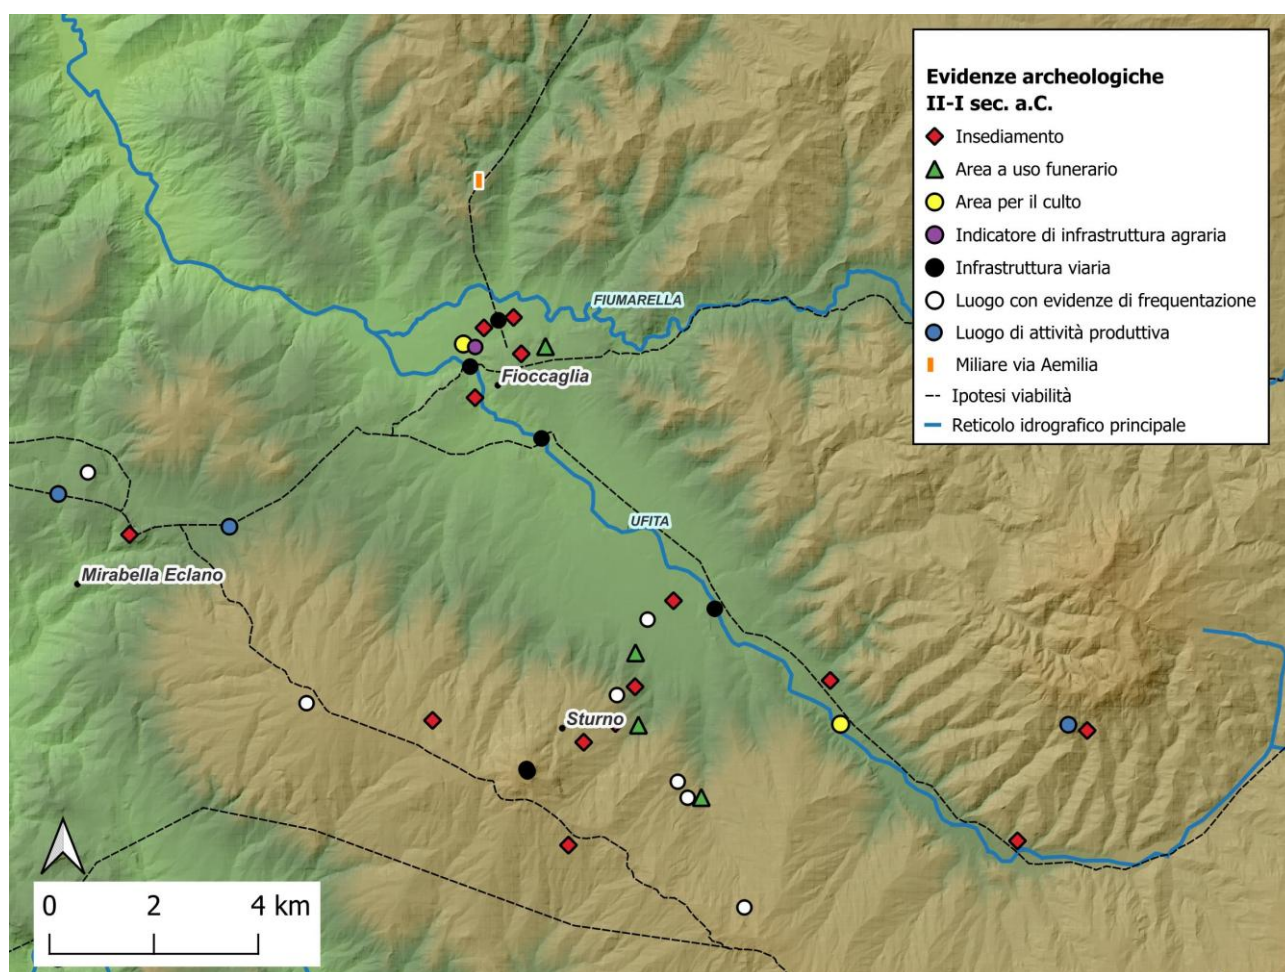 Evidenze archeologiche
II-I sec. a.C.
Insediamento
Area a uso funerario
Area per il culto
Indicatore di infrastruttura agraria
Infrastruttura viaria
Luogo con evidenze di frequentazione
Luogo di attività produttiva
Miliare via Aemilia
Ipotesi viabilità
Reticolo idrografico principale
FIUMARELLA
Fioccaglia
UFITA
Mirabella Eclano
Sturno
0 2 4 km